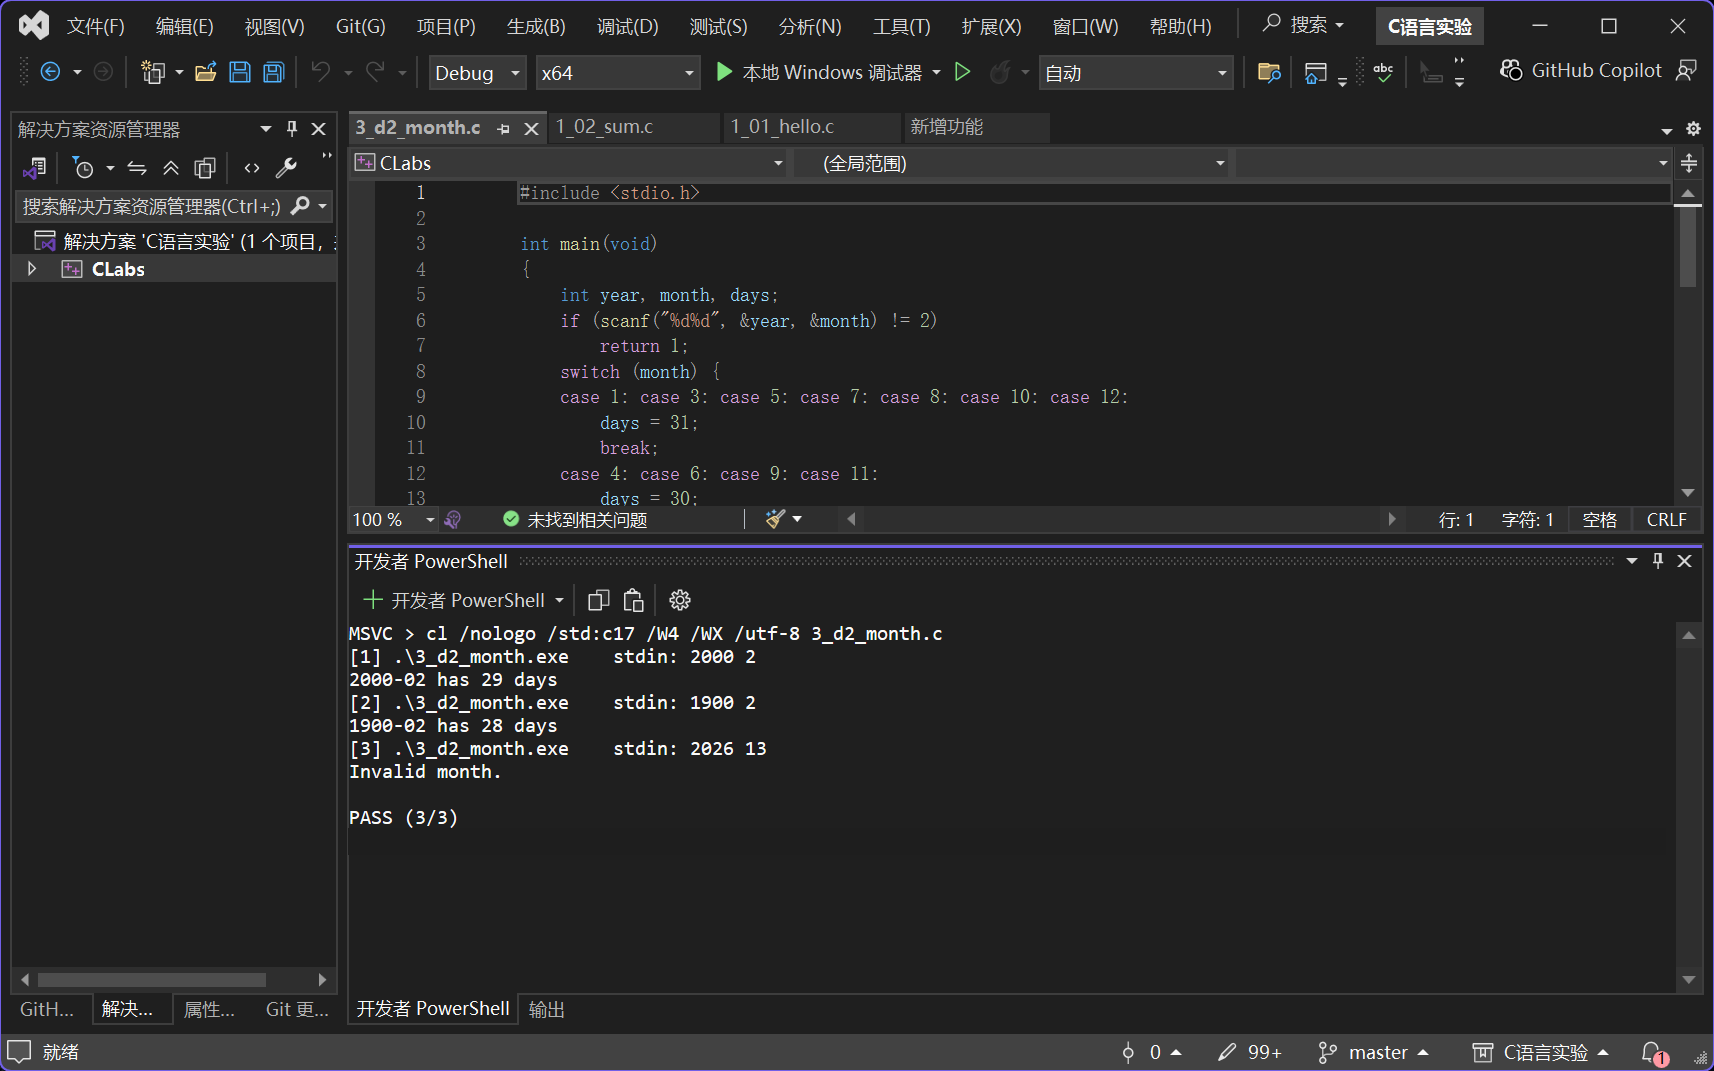 文件(F) 编辑(E) 视图(V) Git(G) 项目(P) 生成(B) 调试(D) 测试(S) 分析(N) 工具(T) 扩展(X) 窗口(W) 帮助(H) 搜索 C语言实验
Debug x64 本地 Windows 调试器 自动 abc GitHub Copilot
解决方案资源管理器
搜索解决方案资源管理器(Ctrl+;)
解决方案 'C语言实验' (1 个项目,
CLabs
3_d2_month.c 1_02_sum.c 1_01_hello.c 新增功能
CLabs (全局范围)
1 #include <stdio.h>
2
3 int main(void)
4 {
5 int year, month, days;
6 if (scanf("%d%d", &year, &month) != 2)
7 return 1;
8 switch (month) {
9 case 1: case 3: case 5: case 7: case 8: case 10: case 12:
10 days = 31;
11 break;
12 case 4: case 6: case 9: case 11:
13 days = 30;
100 % 未找到相关问题 行: 1 字符: 1 空格 CRLF
开发者 PowerShell
开发者 PowerShell
MSVC > cl /nologo /std:c17 /W4 /WX /utf-8 3_d2_month.c
[1] .\3_d2_month.exe stdin: 2000 2
2000-02 has 29 days
[2] .\3_d2_month.exe stdin: 1900 2
1900-02 has 28 days
[3] .\3_d2_month.exe stdin: 2026 13
Invalid month.
PASS (3/3)
GitH... 解决... 属性... Git 更... 开发者 PowerShell 输出
就绪 0 99+ master C语言实验 1